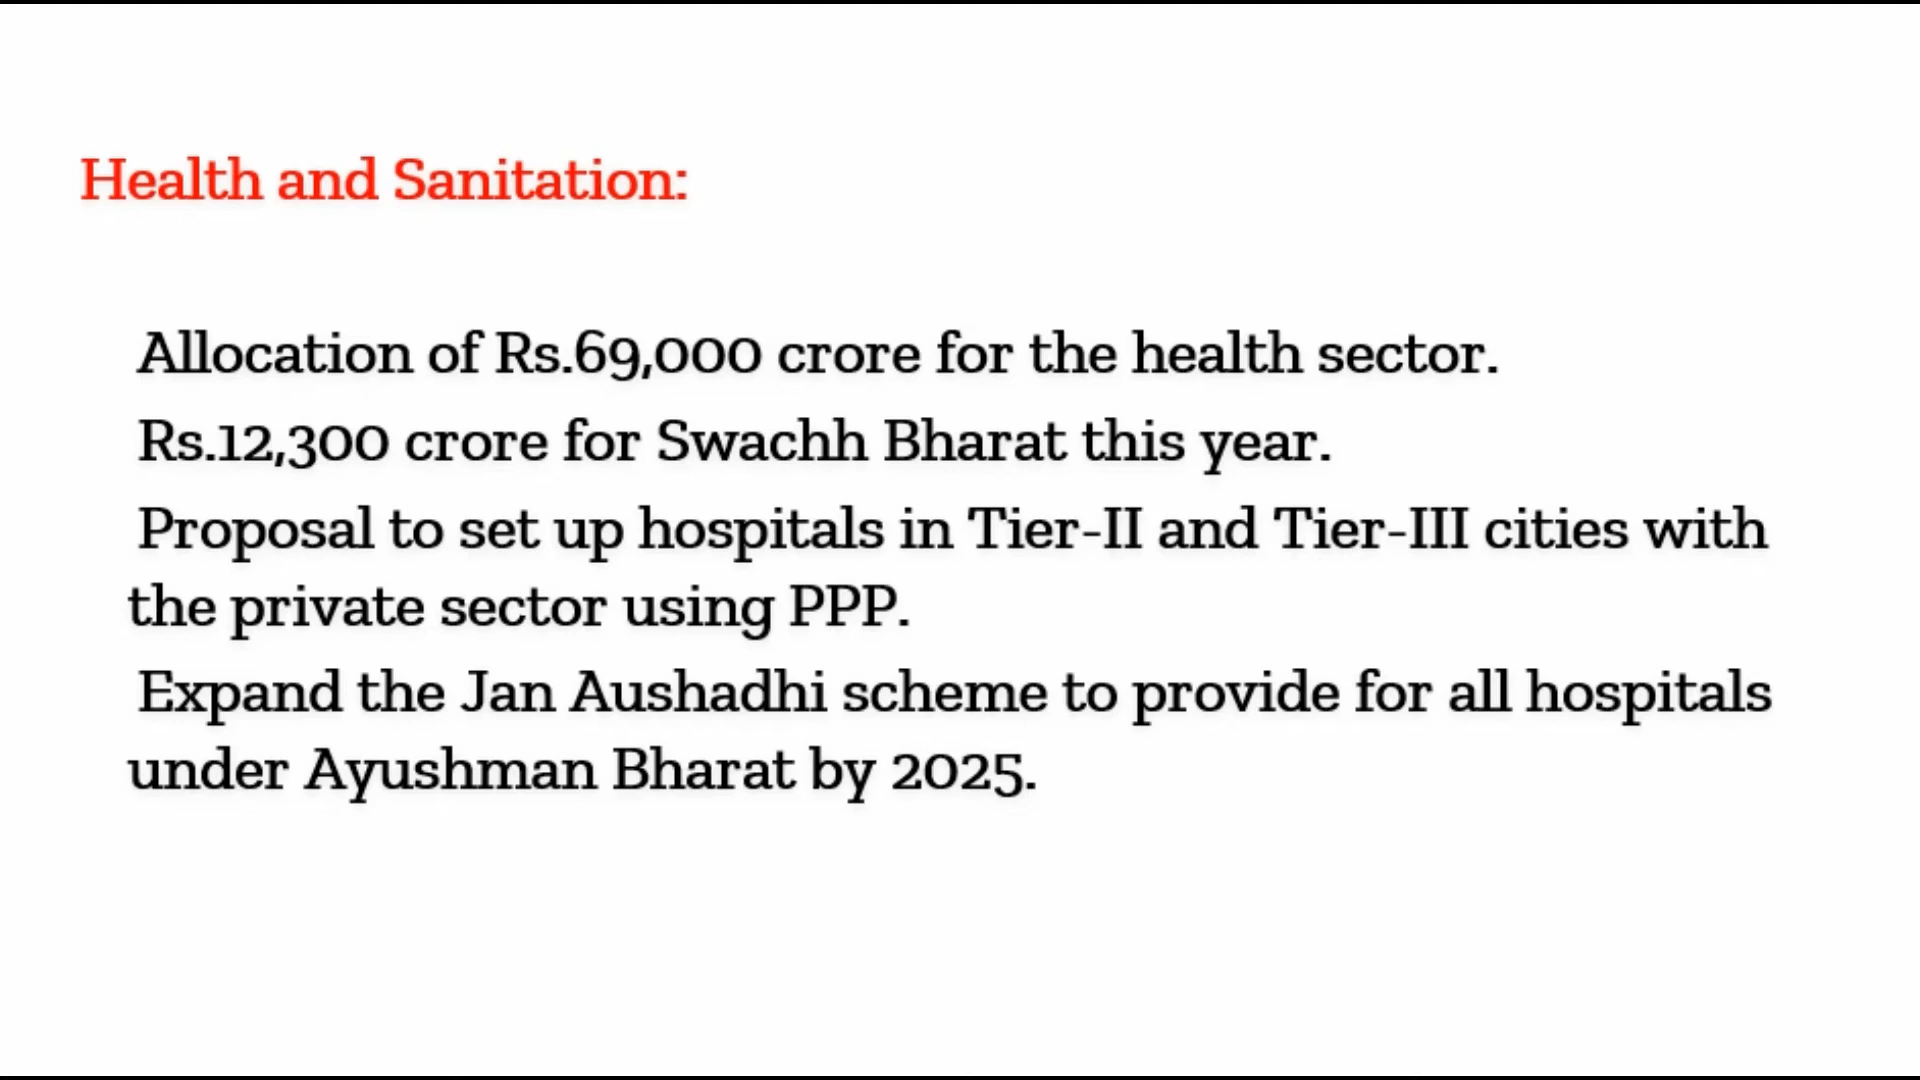 Health and Sanitation:
Allocation of Rs.69,000 crore for the health sector.
Rs.12,300 crore for Swachh Bharat this year.
Proposal to set up hospitals in Tier-II and Tier-III cities with
the private sector using PPP.
Expand the Jan Aushadhi scheme to provide for all hospitals
under Ayushman Bharat by 2025.